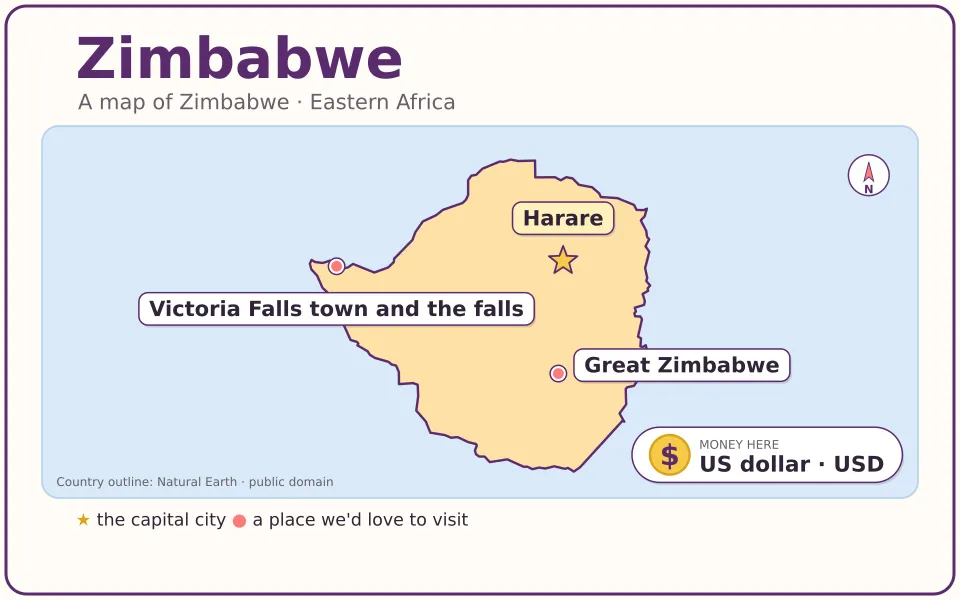 Zimbabwe
A map of Zimbabwe · Eastern Africa
N
Harare
Victoria Falls town and the falls
Great Zimbabwe
$
MONEY HERE
US dollar · USD
Country outline: Natural Earth · public domain
★ the capital city ● a place we'd love to visit